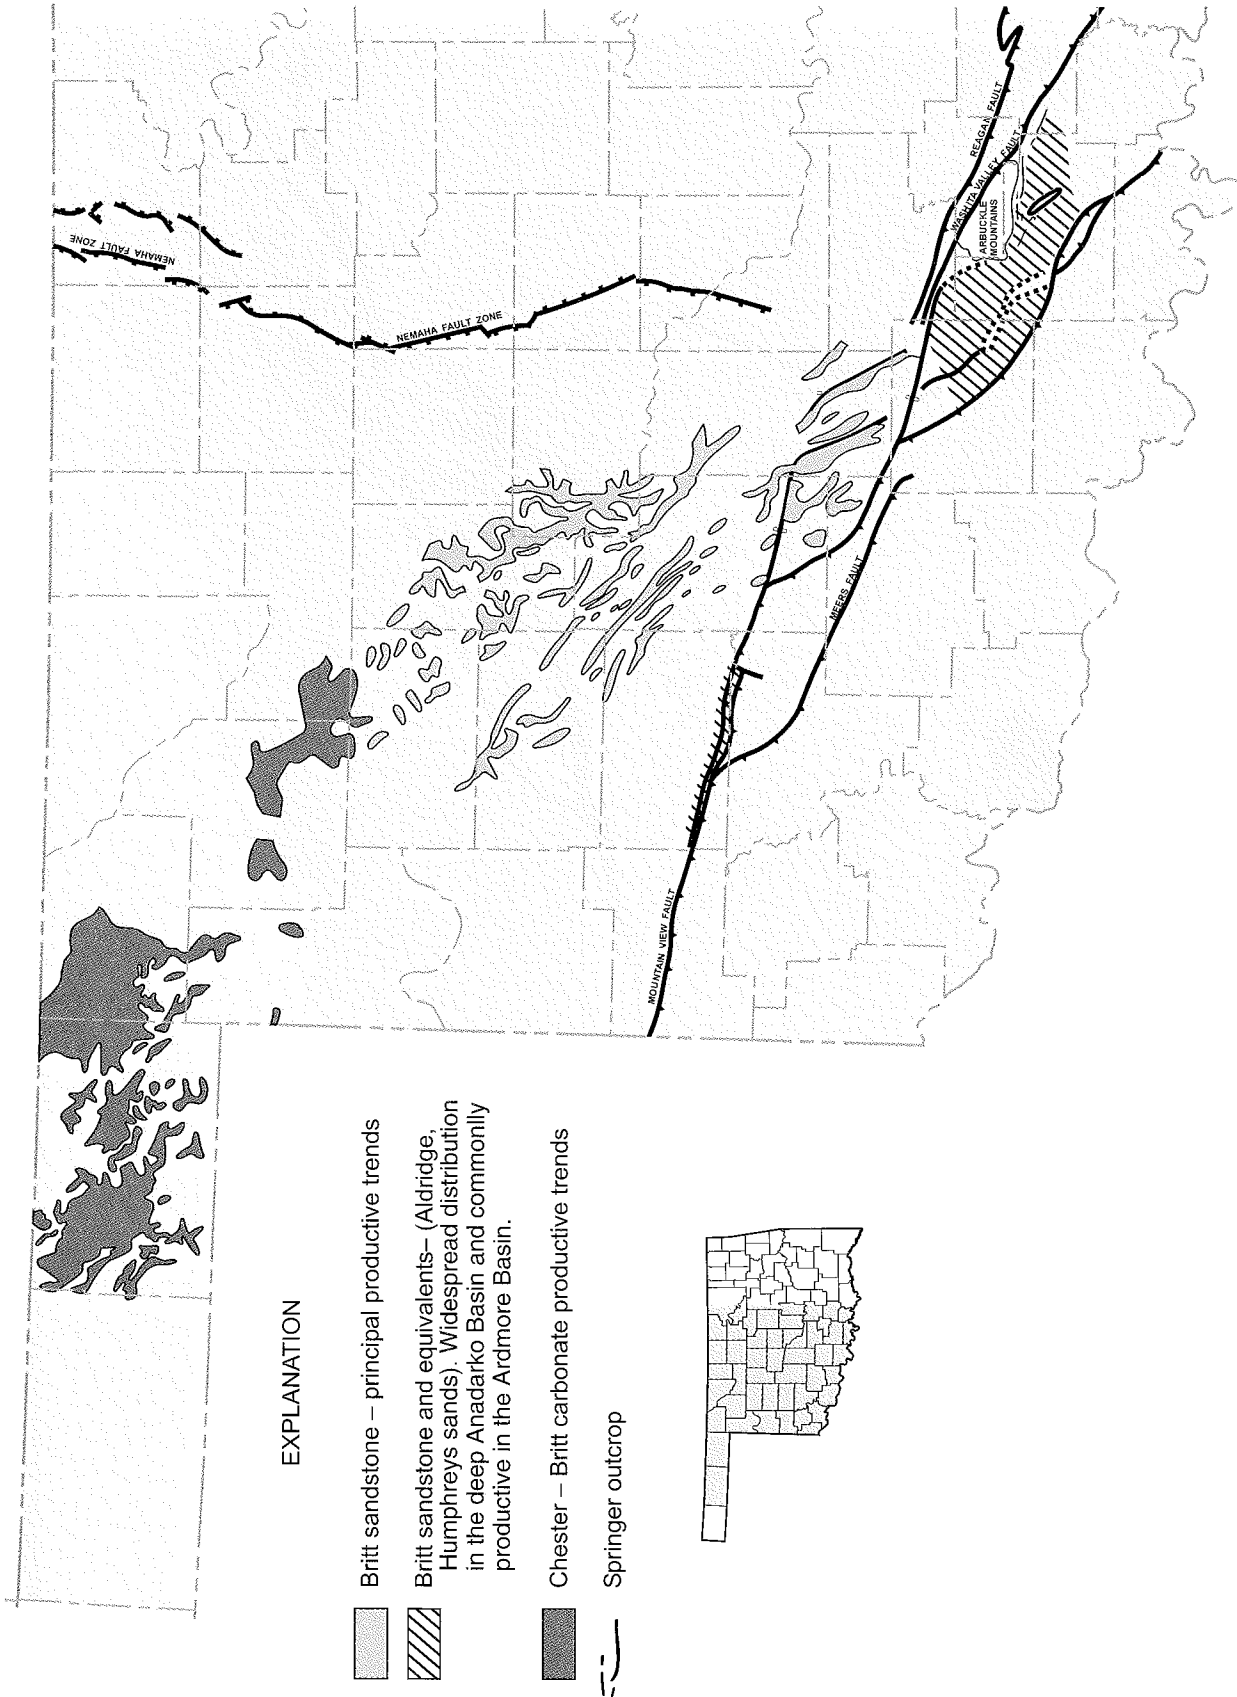 NEMAHA FAULT ZONE
NEMAHA FAULT ZONE
REAGAN FAULT
WASHITA VALLEY FAULT
ARBUCKLE
MOUNTAINS
MEERS FAULT
MOUNTAIN VIEW FAULT
EXPLANATION
Britt sandstone – principal productive trends
Britt sandstone and equivalents– (Aldridge,
Humphreys sands). Widespread distribution
in the deep Anadarko Basin and commonlly
productive in the Ardmore Basin.
Chester – Britt carbonate productive trends
Springer outcrop